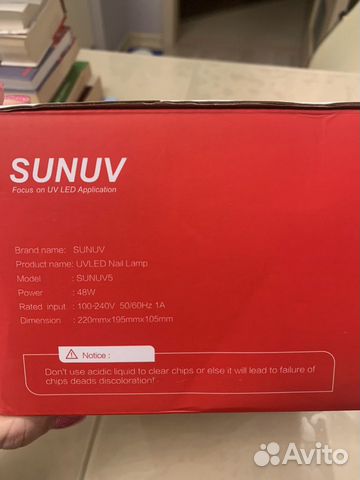 SUNUV
Focus on UV LED Application
Brand name: SUNUV
Product name: UVLED Nail Lamp
Model : SUNUV5
Power : 48W
Rated input : 100-240V 50/60Hz 1A
Dimension : 220mmx195mmx105mm
Notice :
Don't use acidic liquid to clear chips or else it will lead to failure of
chips deads discoloration!
Avito